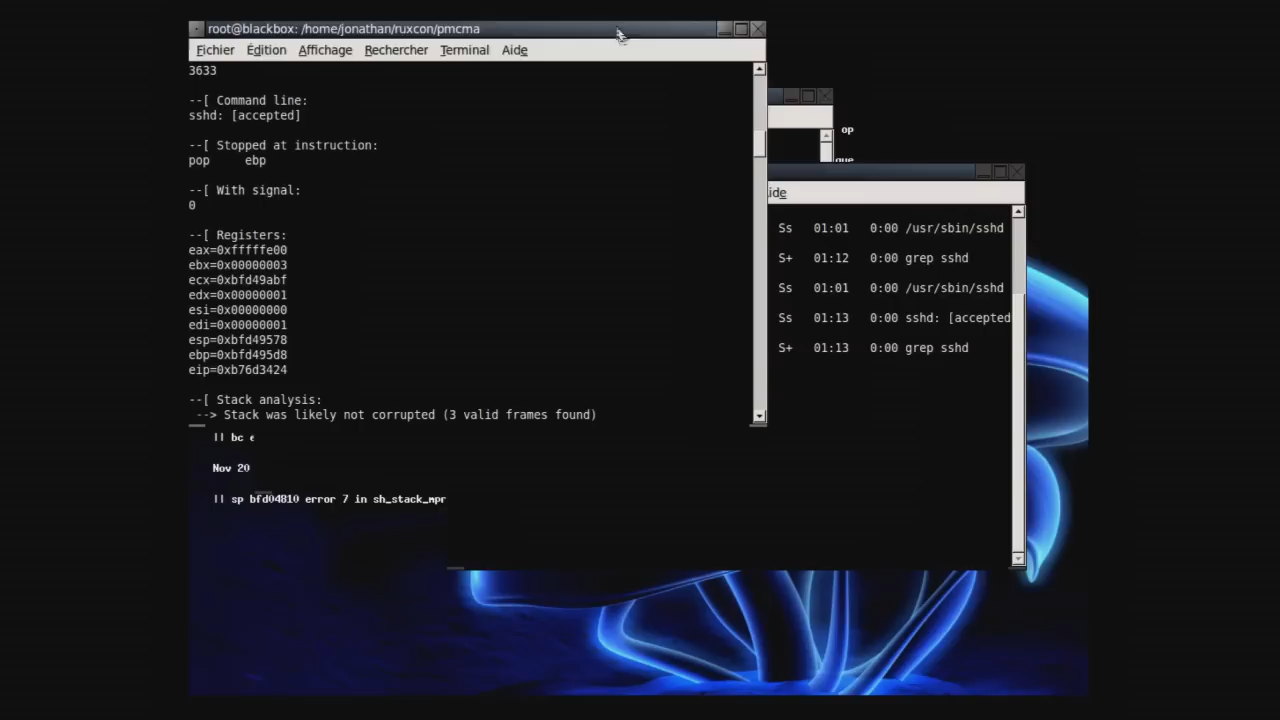 root@blackbox: /home/jonathan/ruxcon/pmcma
Fichier Édition Affichage Rechercher Terminal Aide
3633
--[ Command line:
sshd: [accepted]
--[ Stopped at instruction:
pop ebp
--[ With signal:
0
--[ Registers:
eax=0xfffffe00
ebx=0x00000003
ecx=0xbfd49abf
edx=0x00000001
esi=0x00000000
edi=0x00000001
esp=0xbfd49578
ebp=0xbfd495d8
eip=0xb76d3424
--[ Stack analysis:
--> Stack was likely not corrupted (3 valid frames found)
op
que
ide
Ss 01:01 0:00 /usr/sbin/sshd
S+ 01:12 0:00 grep sshd
Ss 01:01 0:00 /usr/sbin/sshd
Ss 01:13 0:00 sshd: [accepted
S+ 01:13 0:00 grep sshd
|| bc
Nov 20
|| sp bfd04810 error 7 in sh_stack_mpr